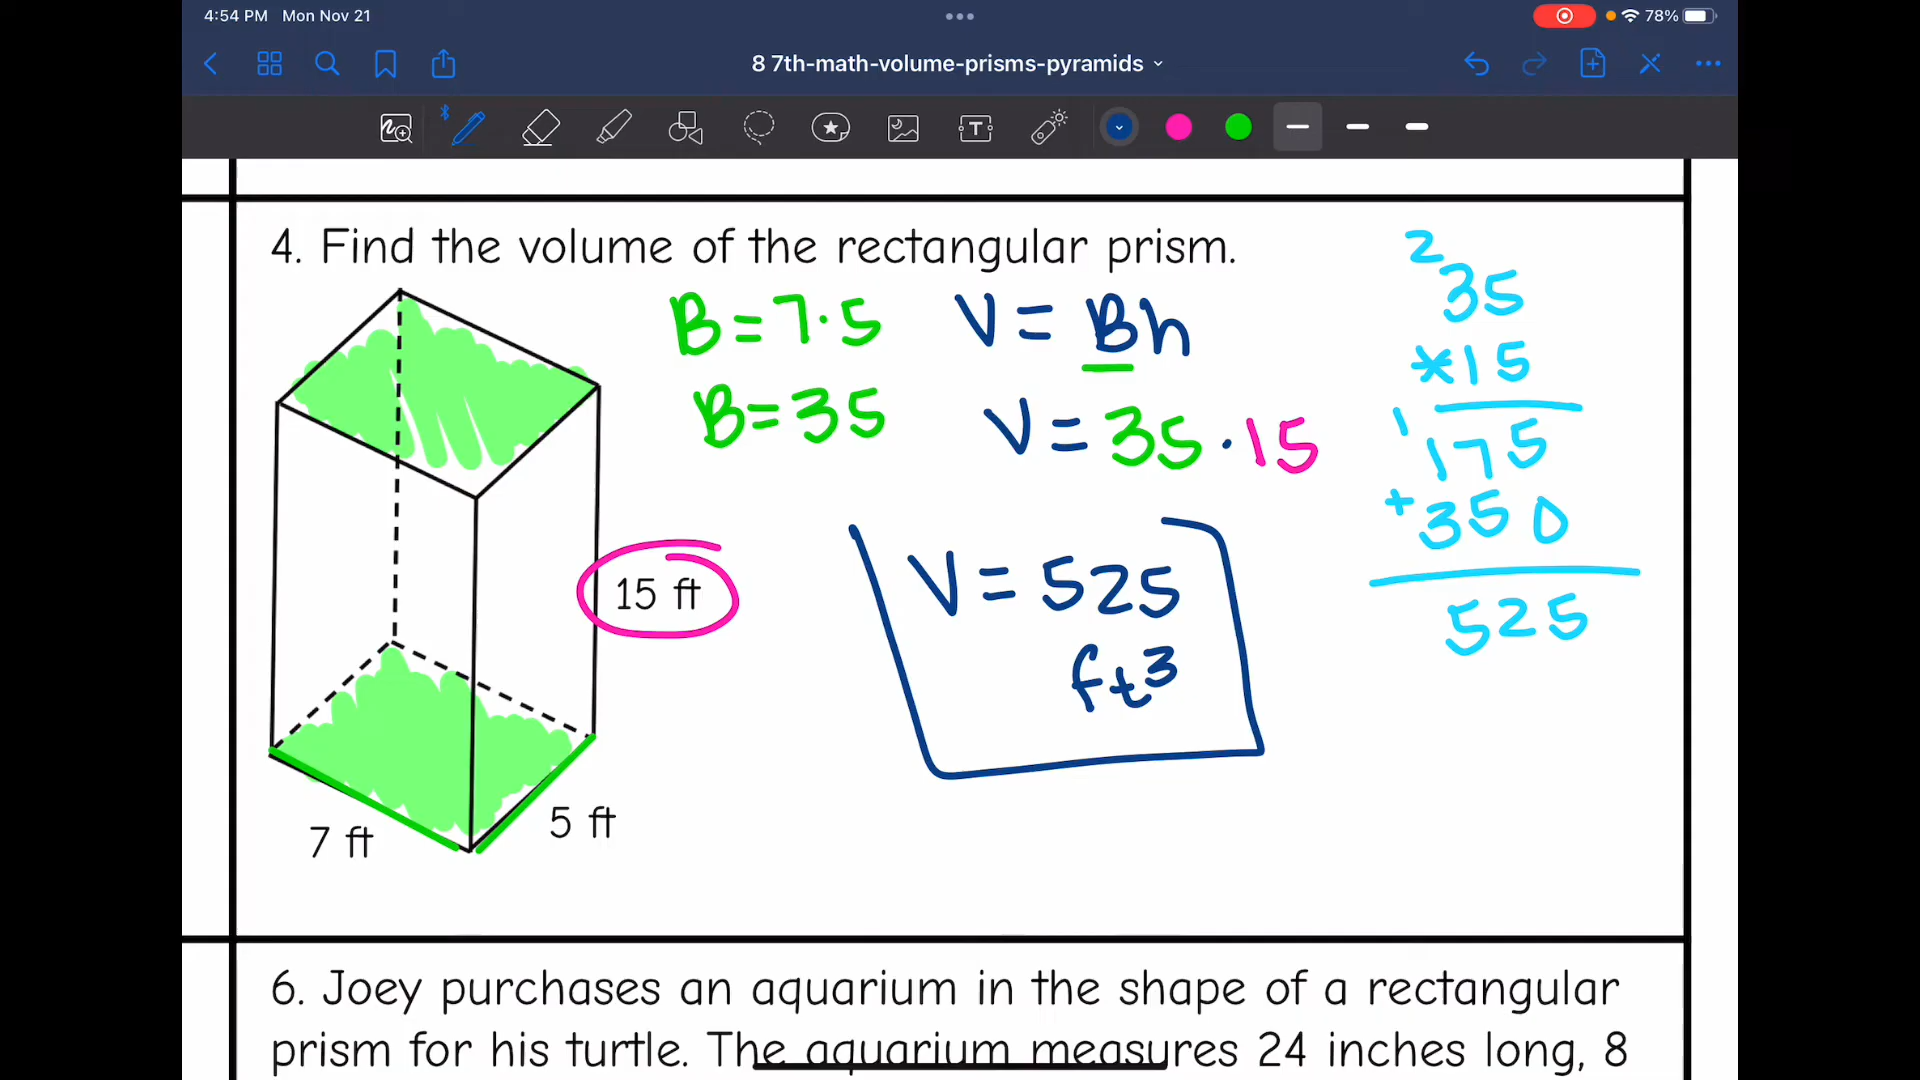 4:54 PM Mon Nov 21
78%
8 7th-math-volume-prisms-pyramids
T
4. Find the volume of the rectangular prism.
B = 7·5
B = 35
V = Bh
V = 35 · 15
V = 525
ft³
15 ft
7 ft
5 ft
2
35
*15
1
175
+350
525
6. Joey purchases an aquarium in the shape of a rectangular
prism for his turtle. The aquarium measures 24 inches long, 8